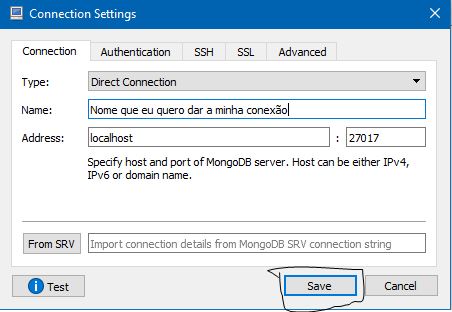 Connection Settings
Connection Authentication SSH SSL Advanced
Type: Direct Connection
Name: Nome que eu quero dar a minha conexão
Address: localhost : 27017
Specify host and port of MongoDB server. Host can be either IPv4,
IPv6 or domain name.
From SRV Import connection details from MongoDB SRV connection string
Test Save Cancel